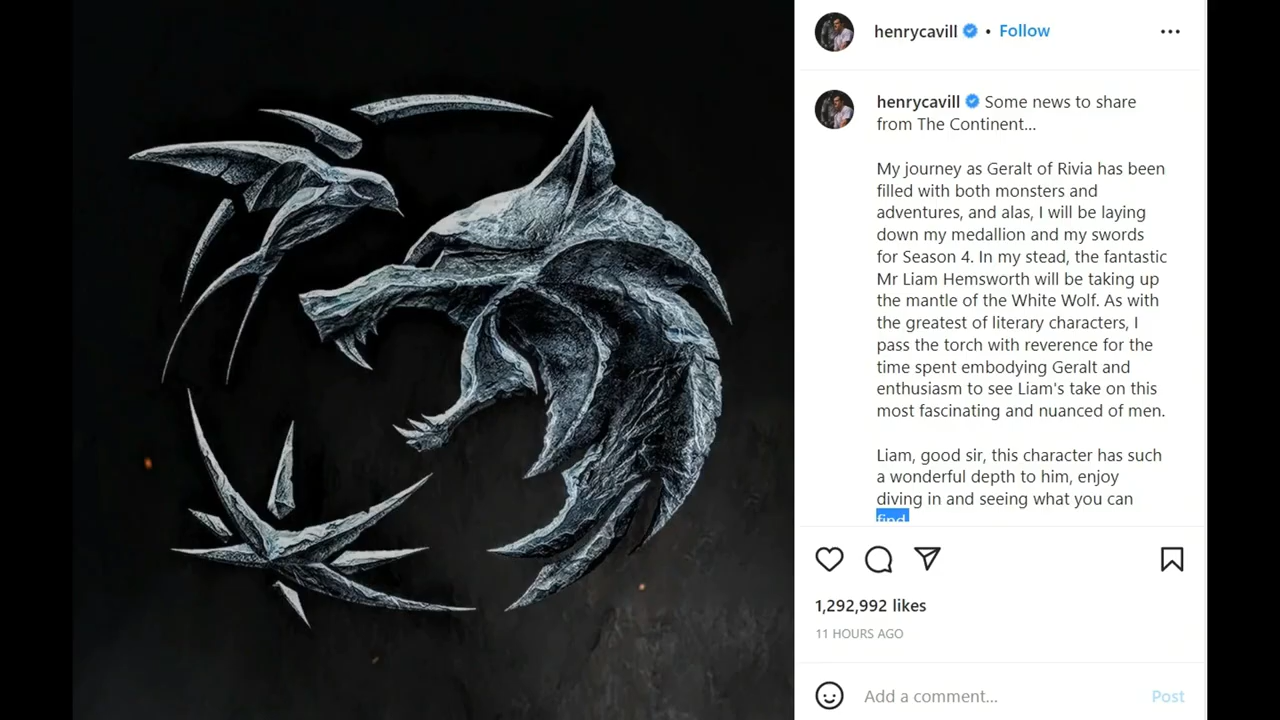 henrycavill • Follow
henrycavill Some news to share
from The Continent...
My journey as Geralt of Rivia has been
filled with both monsters and
adventures, and alas, I will be laying
down my medallion and my swords
for Season 4. In my stead, the fantastic
Mr Liam Hemsworth will be taking up
the mantle of the White Wolf. As with
the greatest of literary characters, I
pass the torch with reverence for the
time spent embodying Geralt and
enthusiasm to see Liam's take on this
most fascinating and nuanced of men.
Liam, good sir, this character has such
a wonderful depth to him, enjoy
diving in and seeing what you can
find.
1,292,992 likes
11 HOURS AGO
Add a comment... Post